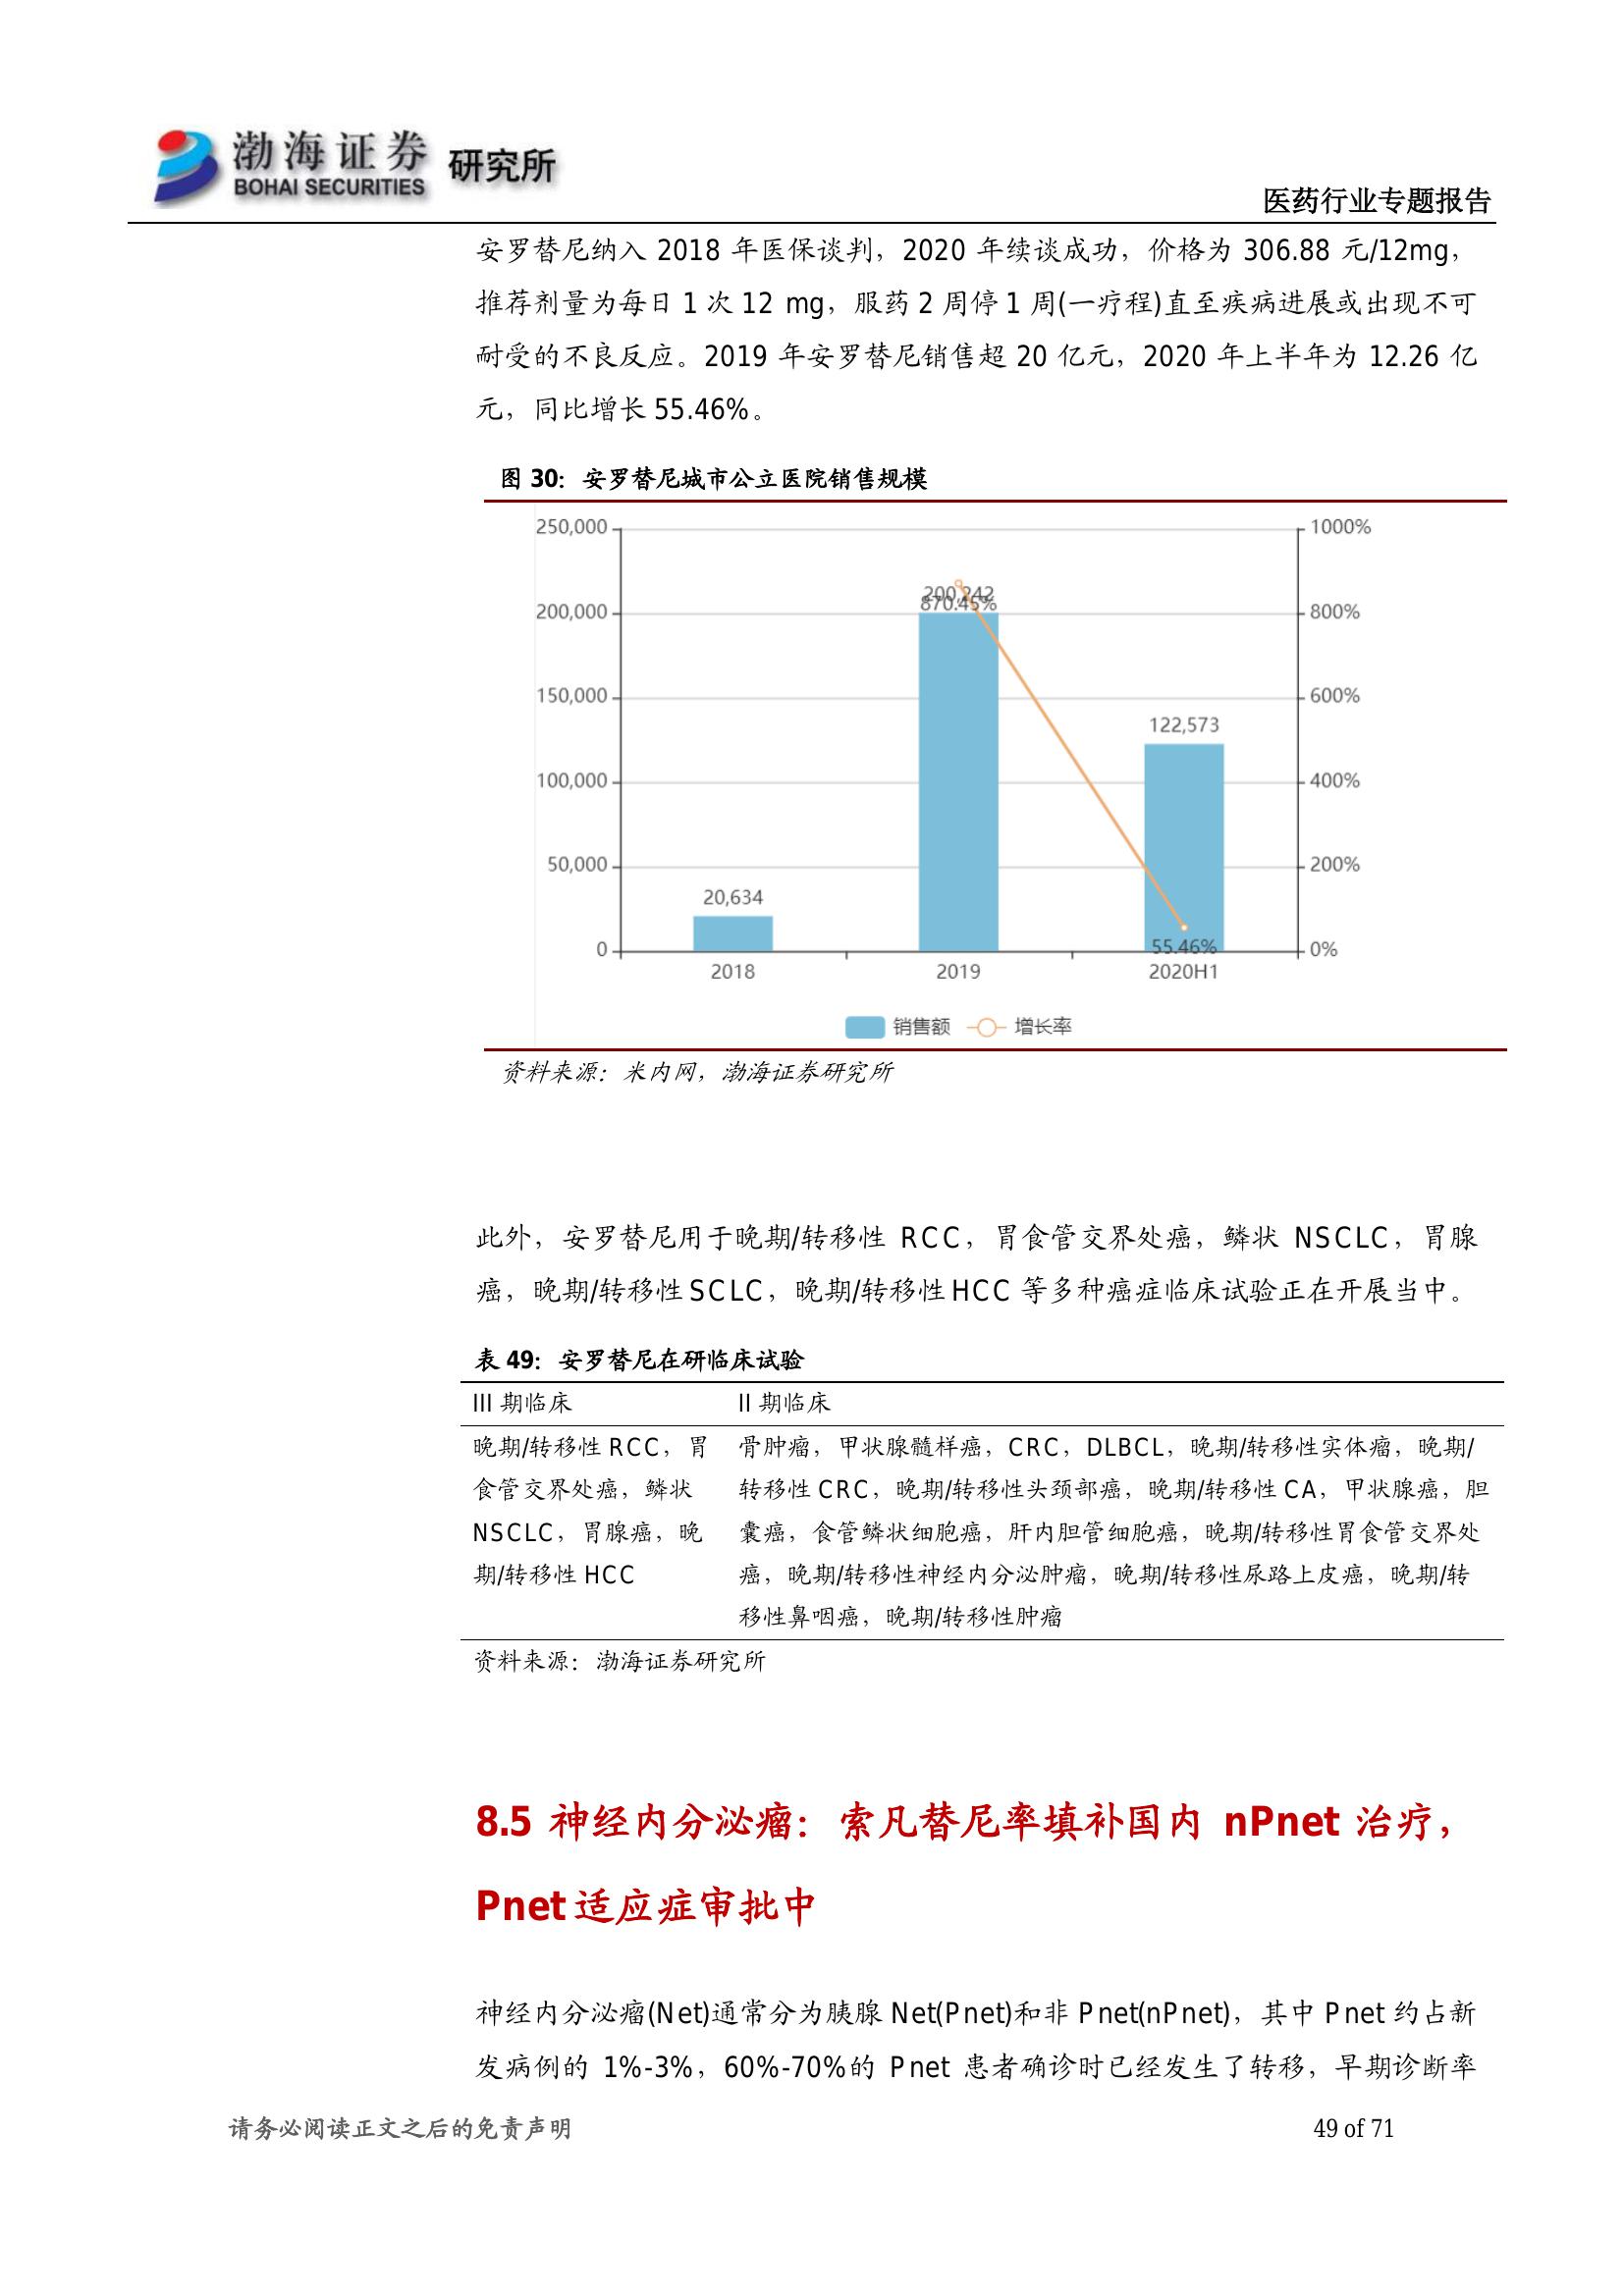 渤海证券 研究所
BOHAI SECURITIES
医药行业专题报告
安罗替尼纳入 2018 年医保谈判，2020 年续谈成功，价格为 306.88 元/12mg，
推荐剂量为每日 1 次 12 mg，服药 2 周停 1 周(一疗程)直至疾病进展或出现不可
耐受的不良反应。2019 年安罗替尼销售超 20 亿元，2020 年上半年为 12.26 亿
元，同比增长 55.46%。
图 30：安罗替尼城市公立医院销售规模
250,000
1000%
200,242
870.45%
200,000
800%
150,000
600%
122,573
100,000
400%
50,000
200%
20,634
55.46%
0
0%
2018
2019
2020H1
销售额 增长率
资料来源：米内网，渤海证券研究所
此外，安罗替尼用于晚期/转移性 RCC，胃食管交界处癌，鳞状 NSCLC，胃腺
癌，晚期/转移性 SCLC，晚期/转移性 HCC 等多种癌症临床试验正在开展当中。
表 49：安罗替尼在研临床试验
III 期临床 II 期临床
晚期/转移性 RCC，胃 骨肿瘤，甲状腺髓样癌，CRC，DLBCL，晚期/转移性实体瘤，晚期/
食管交界处癌，鳞状 转移性 CRC，晚期/转移性头颈部癌，晚期/转移性 CA，甲状腺癌，胆
NSCLC，胃腺癌，晚 囊癌，食管鳞状细胞癌，肝内胆管细胞癌，晚期/转移性胃食管交界处
期/转移性 HCC 癌，晚期/转移性神经内分泌肿瘤，晚期/转移性尿路上皮癌，晚期/转
移性鼻咽癌，晚期/转移性肿瘤
资料来源：渤海证券研究所
8.5 神经内分泌瘤：索凡替尼率填补国内 nPnet 治疗，
Pnet 适应症审批中
神经内分泌瘤(Net)通常分为胰腺 Net(Pnet)和非 Pnet(nPnet)，其中 Pnet 约占新
发病例的 1%-3%，60%-70%的 Pnet 患者确诊时已经发生了转移，早期诊断率
请务必阅读正文之后的免责声明
49 of 71